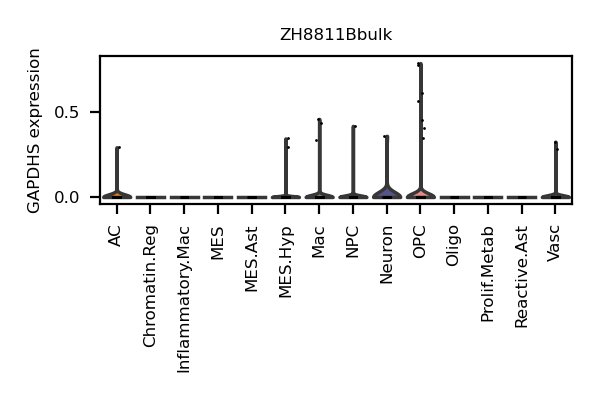 ZH8811Bbulk
GAPDHS expression
0.5
0.0
AC
Chromatin.Reg
Inflammatory.Mac
MES
MES.Ast
MES.Hyp
Mac
NPC
Neuron
OPC
Oligo
Prolif.Metab
Reactive.Ast
Vasc